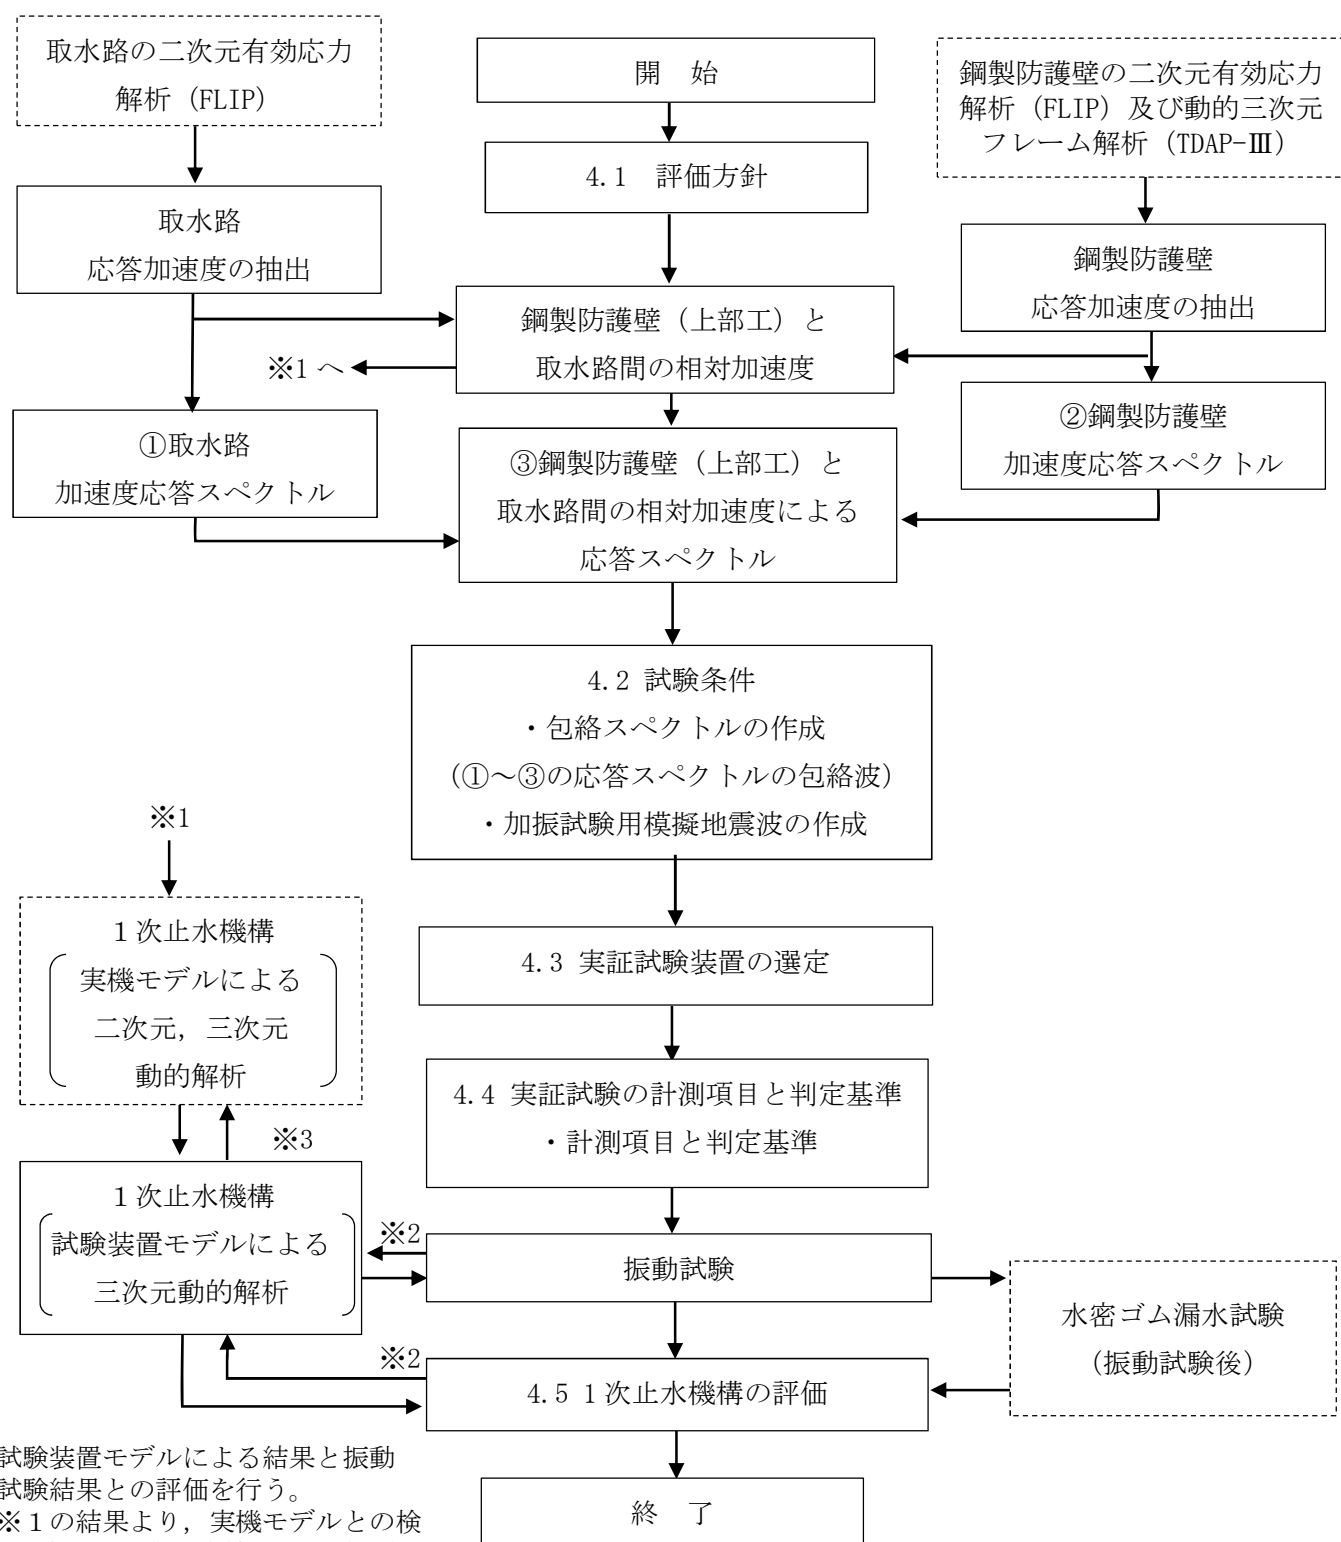 取水路の二次元有効応力
解析（FLIP）
開　始
鋼製防護壁の二次元有効応力
解析（FLIP）及び動的三次元
フレーム解析（TDAP-Ⅲ）
4.1　評価方針
取水路
応答加速度の抽出
鋼製防護壁
応答加速度の抽出
鋼製防護壁（上部工）と
取水路間の相対加速度
※1 へ
①取水路
加速度応答スペクトル
②鋼製防護壁
加速度応答スペクトル
③鋼製防護壁（上部工）と
取水路間の相対加速度による
応答スペクトル
4.2 試験条件
・包絡スペクトルの作成
（①～③の応答スペクトルの包絡波）
・加振試験用模擬地震波の作成
※1
１次止水機構
実機モデルによる
二次元，三次元
動的解析
4.3 実証試験装置の選定
4.4 実証試験の計測項目と判定基準
・計測項目と判定基準
※3
１次止水機構
試験装置モデルによる
三次元動的解析
※2
振動試験
水密ゴム漏水試験
（振動試験後）
※2
4.5 1 次止水機構の評価
試験装置モデルによる結果と振動
試験結果との評価を行う。
※１の結果より，実機モデルとの検
終　了